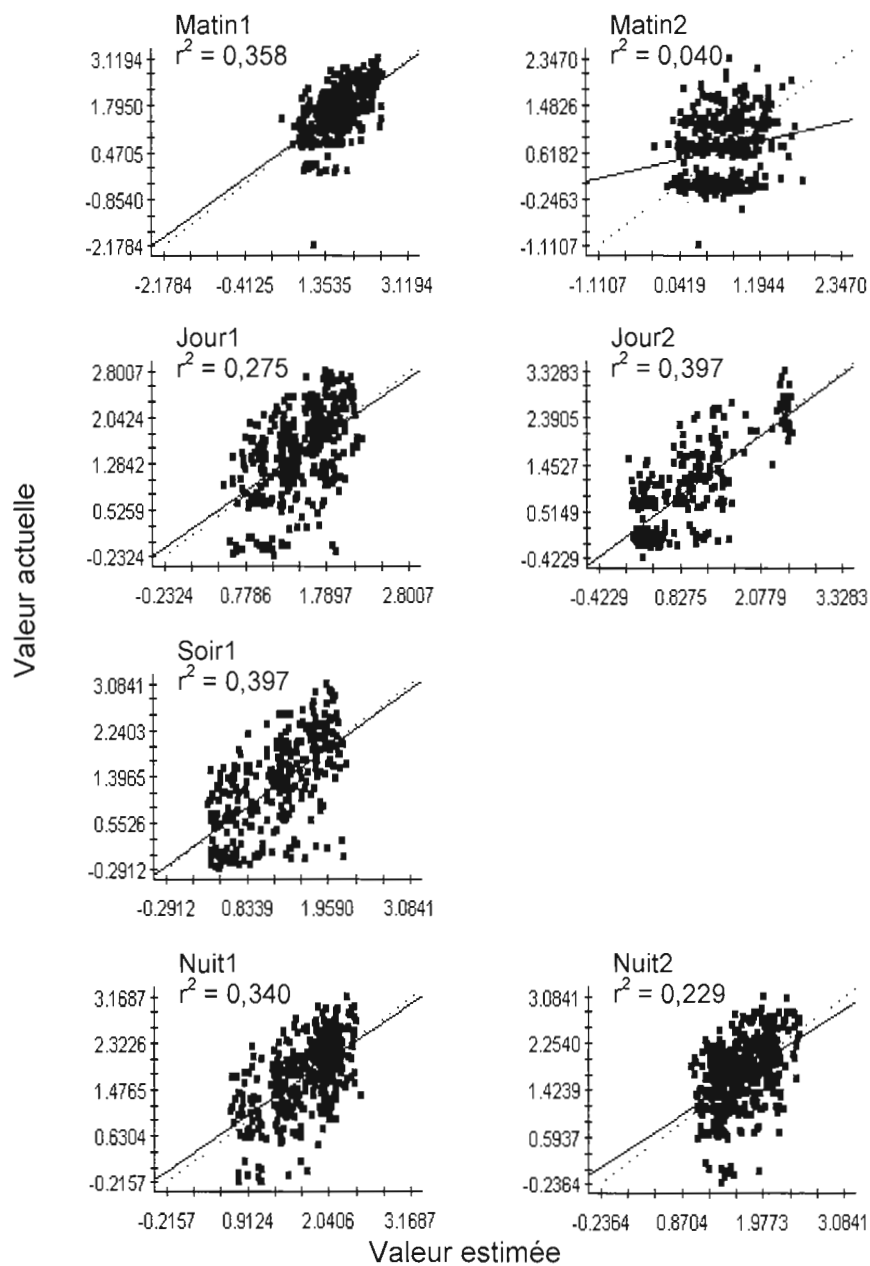 Matin1
r² = 0,358
3.1194
1.7950
0.4705
-0.8540
-2.1784
-2.1784 -0.4125 1.3535 3.1194
Matin2
r² = 0,040
2.3470
1.4826
0.6182
-0.2463
-1.1107
-1.1107 0.0419 1.1944 2.3470
Jour1
r² = 0,275
2.8007
2.0424
1.2842
0.5259
-0.2324
-0.2324 0.7786 1.7897 2.8007
Jour2
r² = 0,397
3.3283
2.3905
1.4527
0.5149
-0.4229
-0.4229 0.8275 2.0779 3.3283
Valeur actuelle
Soir1
r² = 0,397
3.0841
2.2403
1.3965
0.5526
-0.2912
-0.2912 0.8339 1.9590 3.0841
Nuit1
r² = 0,340
3.1687
2.3226
1.4765
0.6304
-0.2157
-0.2157 0.9124 2.0406 3.1687
Nuit2
r² = 0,229
3.0841
2.2540
1.4239
0.5937
-0.2364
-0.2364 0.8704 1.9773 3.0841
Valeur estimée